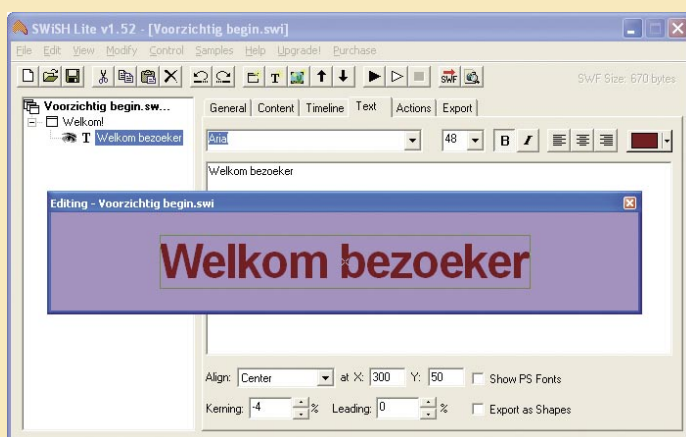 SWiSH Lite v1.52 - [Voorzichtig begin.swi]
File Edit View Modify Control Samples Help Upgrade! Purchase
T SWF SWF Size: 670 bytes
Voorzichtig begin.sw...
Welkom!
T Welkom bezoeker
General Content Timeline Text Actions Export
Arial 48 B I
Welkom bezoeker
Editing - Voorzichtig begin.swi
Welkom bezoeker
Align: Center at X: 300 Y: 50 Show PS Fonts
Kerning: -4 % Leading: 0 % Export as Shapes